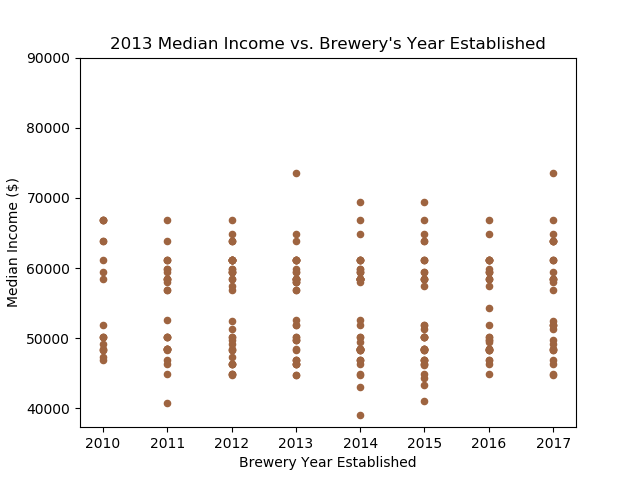 2013 Median Income vs. Brewery's Year Established
90000
80000
70000
60000
50000
40000
Median Income ($)
2010 2011 2012 2013 2014 2015 2016 2017
Brewery Year Established